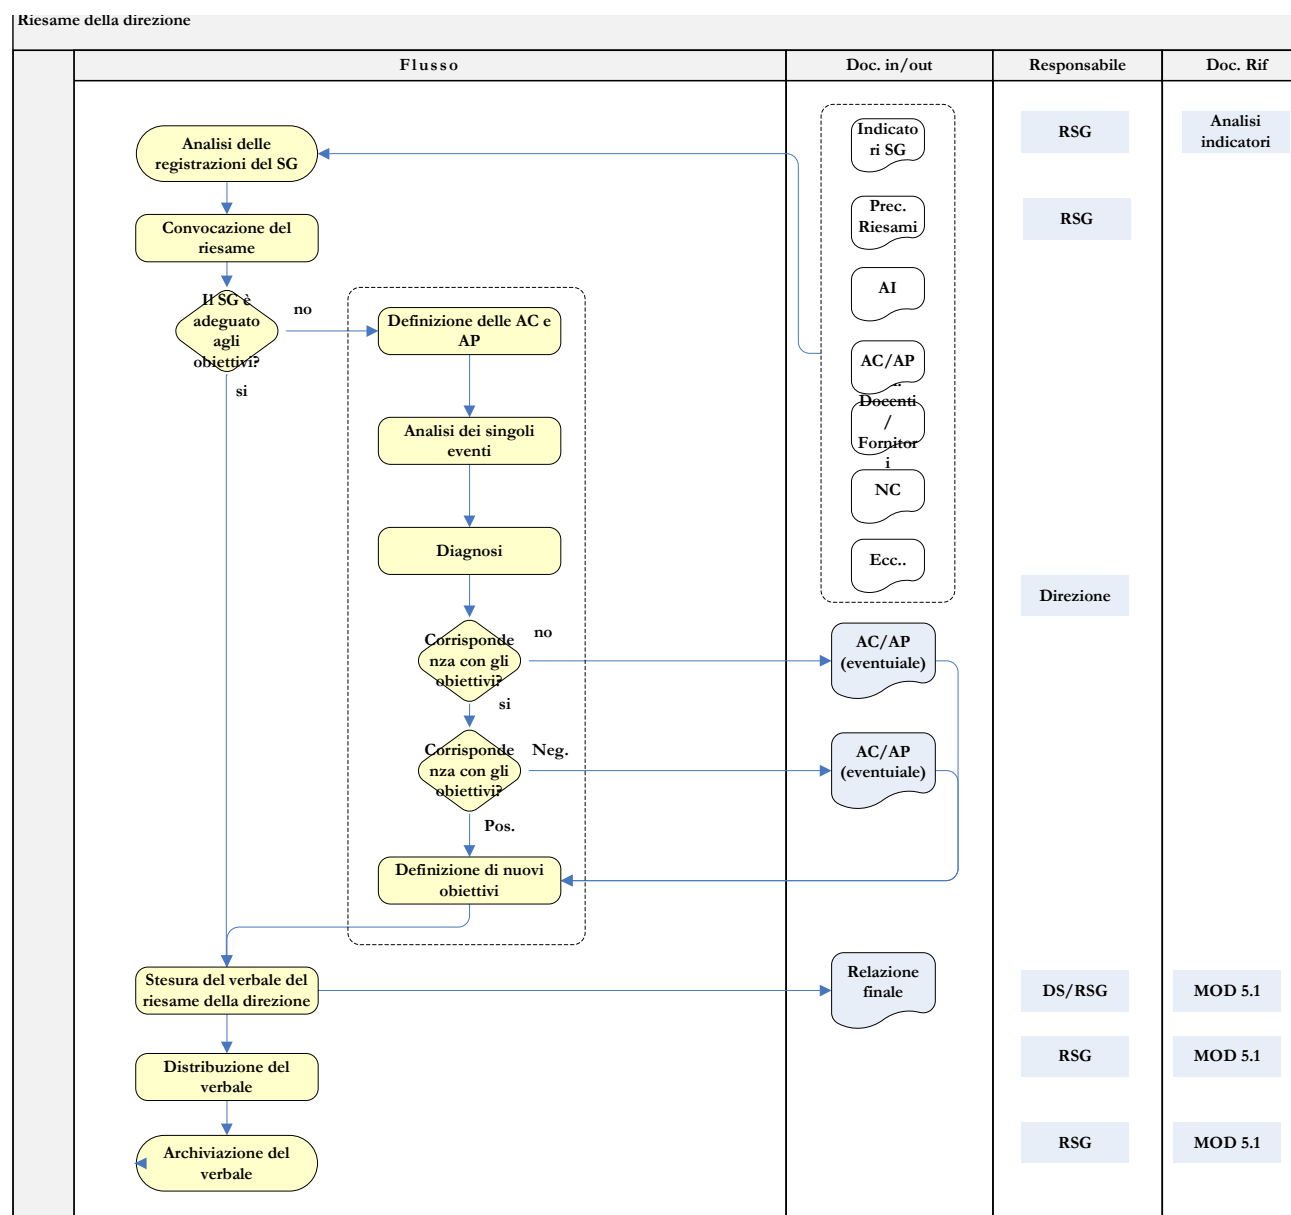 Riesame della direzione
Flusso
Doc. in/out
Responsabile
Doc. Rif
Analisi delle
registrazioni del SG
Indicato
ri SG
RSG
Analisi
indicatori
Convocazione del
riesame
Prec.
Riesami
RSG
Il SG è
adeguato
agli
obiettivi?
no
si
Definizione delle AC e
AP
AI
AC/AP
Docenti
/
Fornitor
i
Analisi dei singoli
eventi
NC
Diagnosi
Ecc..
Direzione
Corrisponde
nza con gli
obiettivi?
no
si
AC/AP
(eventuiale)
Corrisponde
nza con gli
obiettivi?
Neg.
Pos.
AC/AP
(eventuiale)
Definizione di nuovi
obiettivi
Stesura del verbale del
riesame della direzione
Relazione
finale
DS/RSG
MOD 5.1
Distribuzione del
verbale
RSG
MOD 5.1
Archiviazione del
verbale
RSG
MOD 5.1